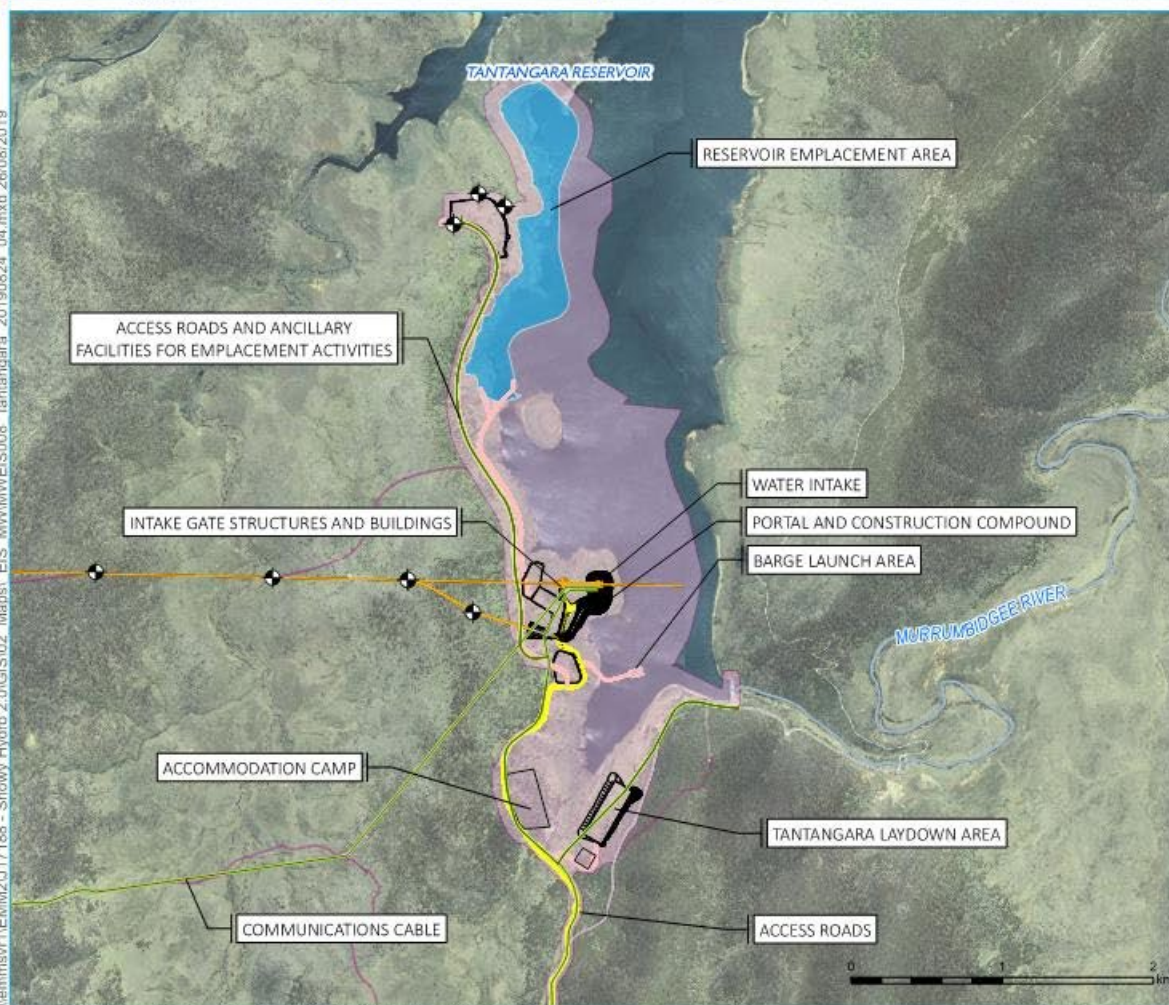 TANTANGARA RESERVOIR
RESERVOIR EMPLACEMENT AREA
ACCESS ROADS AND ANCILLARY
FACILITIES FOR EMPLACEMENT ACTIVITIES
WATER INTAKE
INTAKE GATE STRUCTURES AND BUILDINGS
PORTAL AND CONSTRUCTION COMPOUND
BARGE LAUNCH AREA
MURRUMBIDGEE RIVER
ACCOMMODATION CAMP
TANTANGARA LAYDOWN AREA
COMMUNICATIONS CABLE
ACCESS ROADS
0 1 2
km